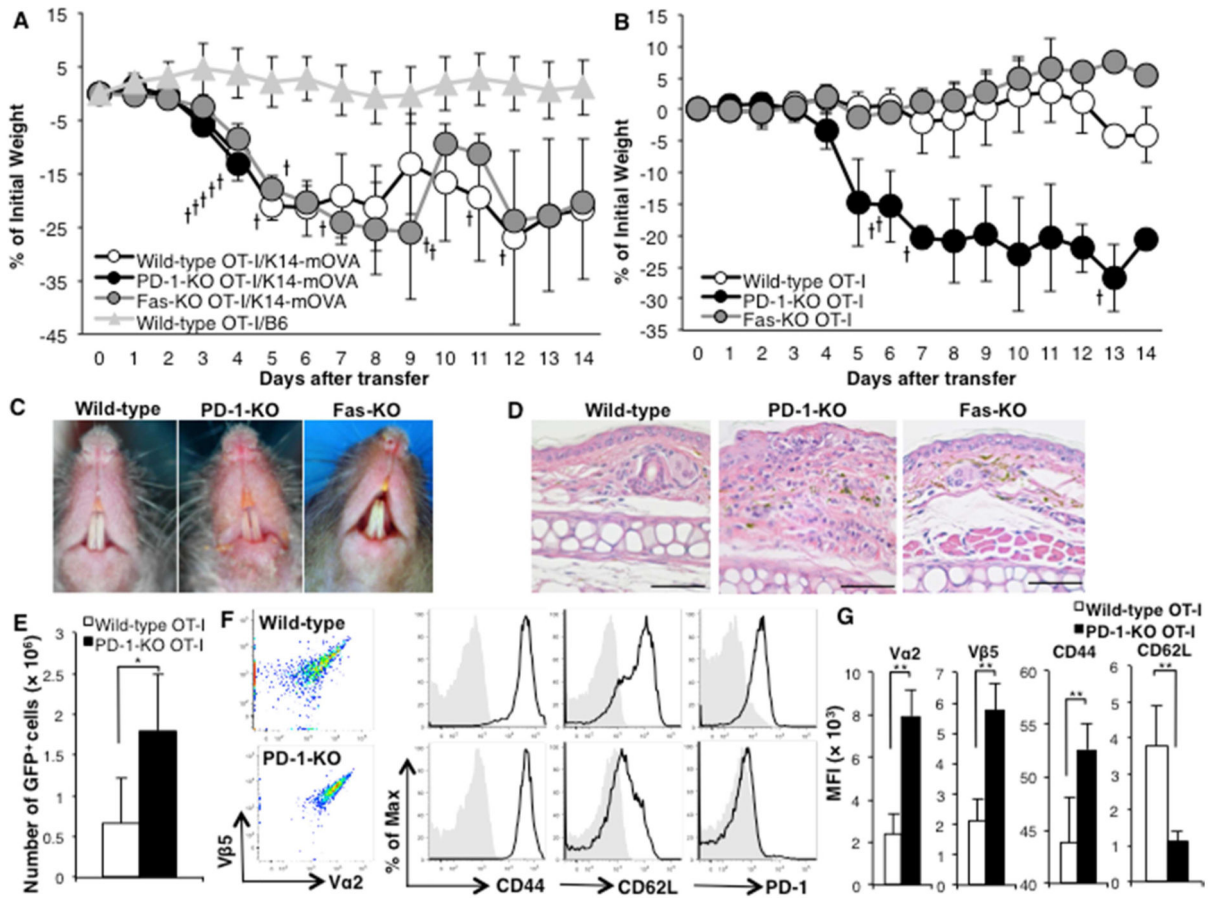 A
15
5
-5
-15
-25
-35
-45
% of Initial Weight
† † † † † † † † † † † †
Wild-type OT-I/K14-mOVA
PD-1-KO OT-I/K14-mOVA
Fas-KO OT-I/K14-mOVA
Wild-type OT-I/B6
0 1 2 3 4 5 6 7 8 9 10 11 12 13 14
Days after transfer
B
15
10
5
0
-5
-10
-15
-20
-25
-30
-35
% of Initial Weight
† † † †
Wild-type OT-I
PD-1-KO OT-I
Fas-KO OT-I
0 1 2 3 4 5 6 7 8 9 10 11 12 13 14
Days after transfer
C
Wild-type PD-1-KO Fas-KO
D
Wild-type PD-1-KO Fas-KO
E
Wild-type OT-I
PD-1-KO OT-I
3
2.5
2
1.5
1
0.5
0
*
Number of GFP+ cells (× 10⁶)
F
Wild-type
PD-1-KO
Vβ5
Vα2
% of Max
CD44 CD62L PD-1
G
Wild-type OT-I
PD-1-KO OT-I
Vα2 Vβ5 CD44 CD62L
** ** ** **
MFI (× 10³)
10
8
6
4
2
0
7
6
5
4
3
2
1
0
60
55
50
45
40
6
5
4
3
2
1
0